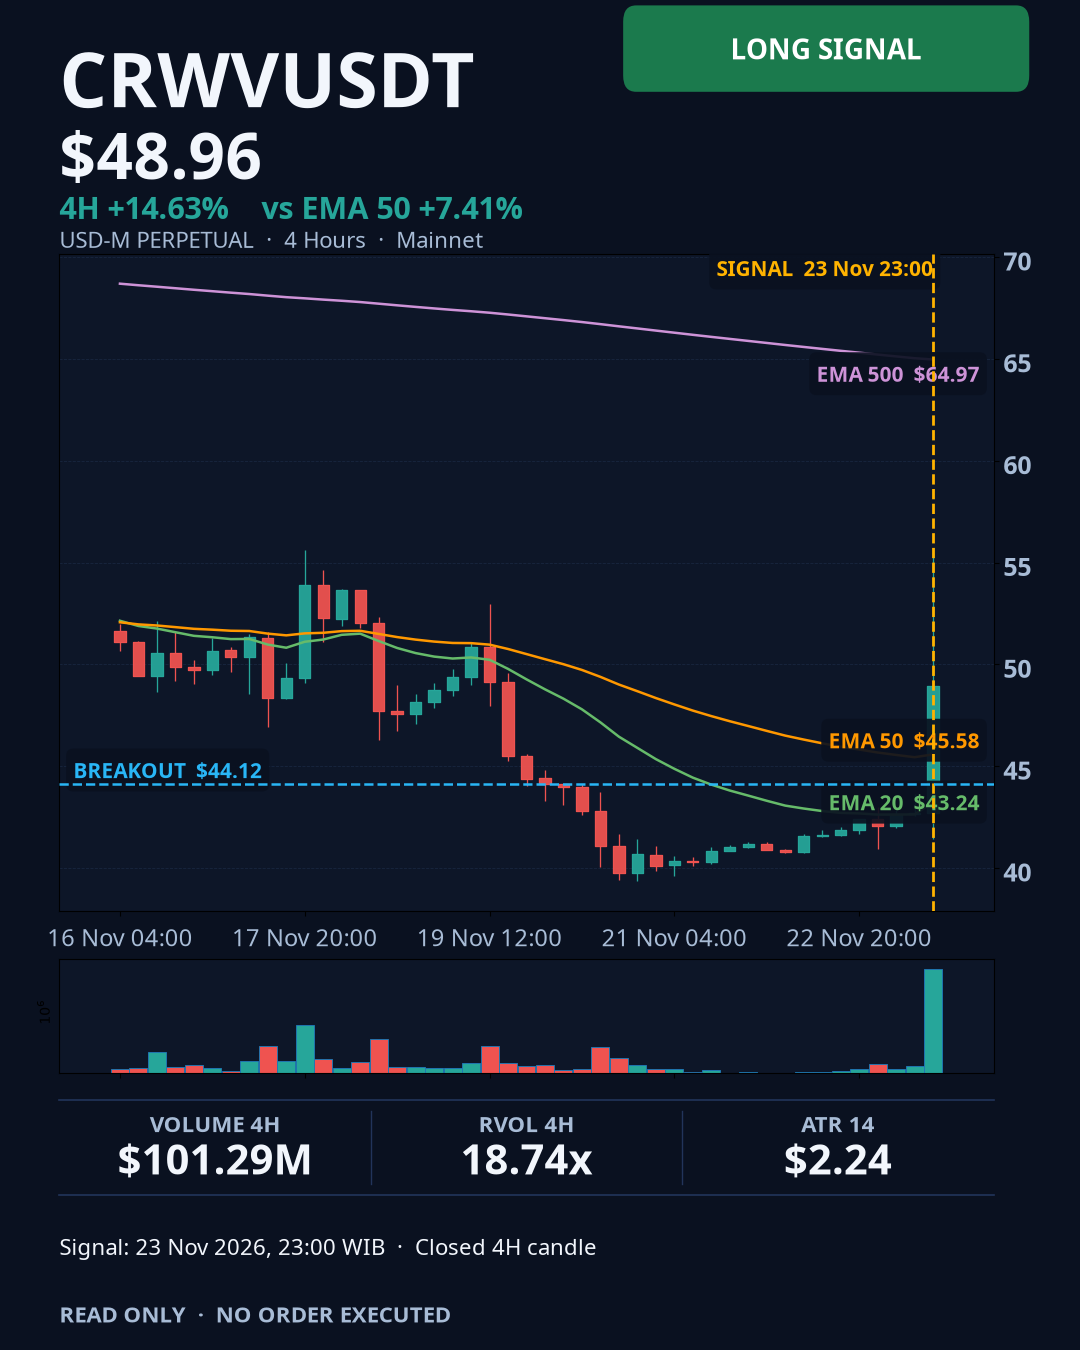 LONG SIGNAL
CRWVUSDT
$48.96
4H +14.63% vs EMA 50 +7.41%
USD-M PERPETUAL · 4 Hours · Mainnet
SIGNAL 23 Nov 23:00
70
65
60
55
50
45
40
EMA 500 $64.97
EMA 50 $45.58
BREAKOUT $44.12
EMA 20 $43.24
16 Nov 04:00 17 Nov 20:00 19 Nov 12:00 21 Nov 04:00 22 Nov 20:00
10⁶
VOLUME 4H RVOL 4H ATR 14
$101.29M 18.74x $2.24
Signal: 23 Nov 2026, 23:00 WIB · Closed 4H candle
READ ONLY · NO ORDER EXECUTED